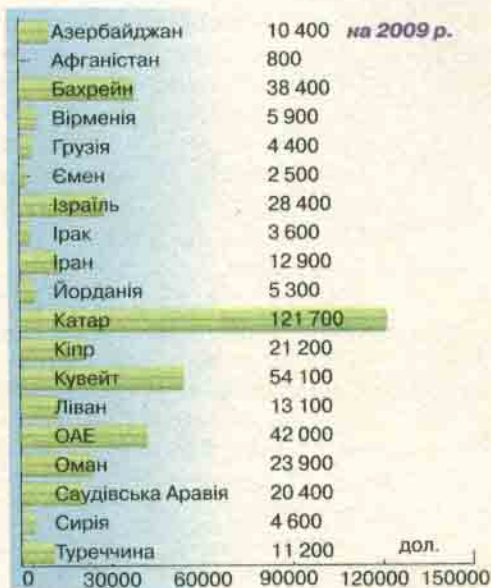 Азербайджан 10 400 на 2009 р.
Афганістан 800
Бахрейн 38 400
Вірменія 5 900
Грузія 4 400
Ємен 2 500
Ізраїль 28 400
Ірак 3 600
Іран 12 900
Йорданія 5 300
Катар 121 700
Кіпр 21 200
Кувейт 54 100
Ліван 13 100
ОАЕ 42 000
Оман 23 900
Саудівська Аравія 20 400
Сирія 4 600
Туреччина 11 200 дол.
0 30000 60000 90000 120000 150000